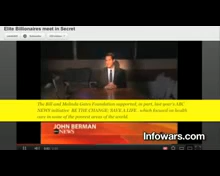 Elite Billionaires meet in Secret
The Bill and Melinda Gates Foundation supported, in part, last year's ABC
NEWS initiative BE THE CHANGE: SAVE A LIFE which focused on health
care in some of the poorest areas of the world.
JOHN BERMAN
abc NEWS
Infowars.com